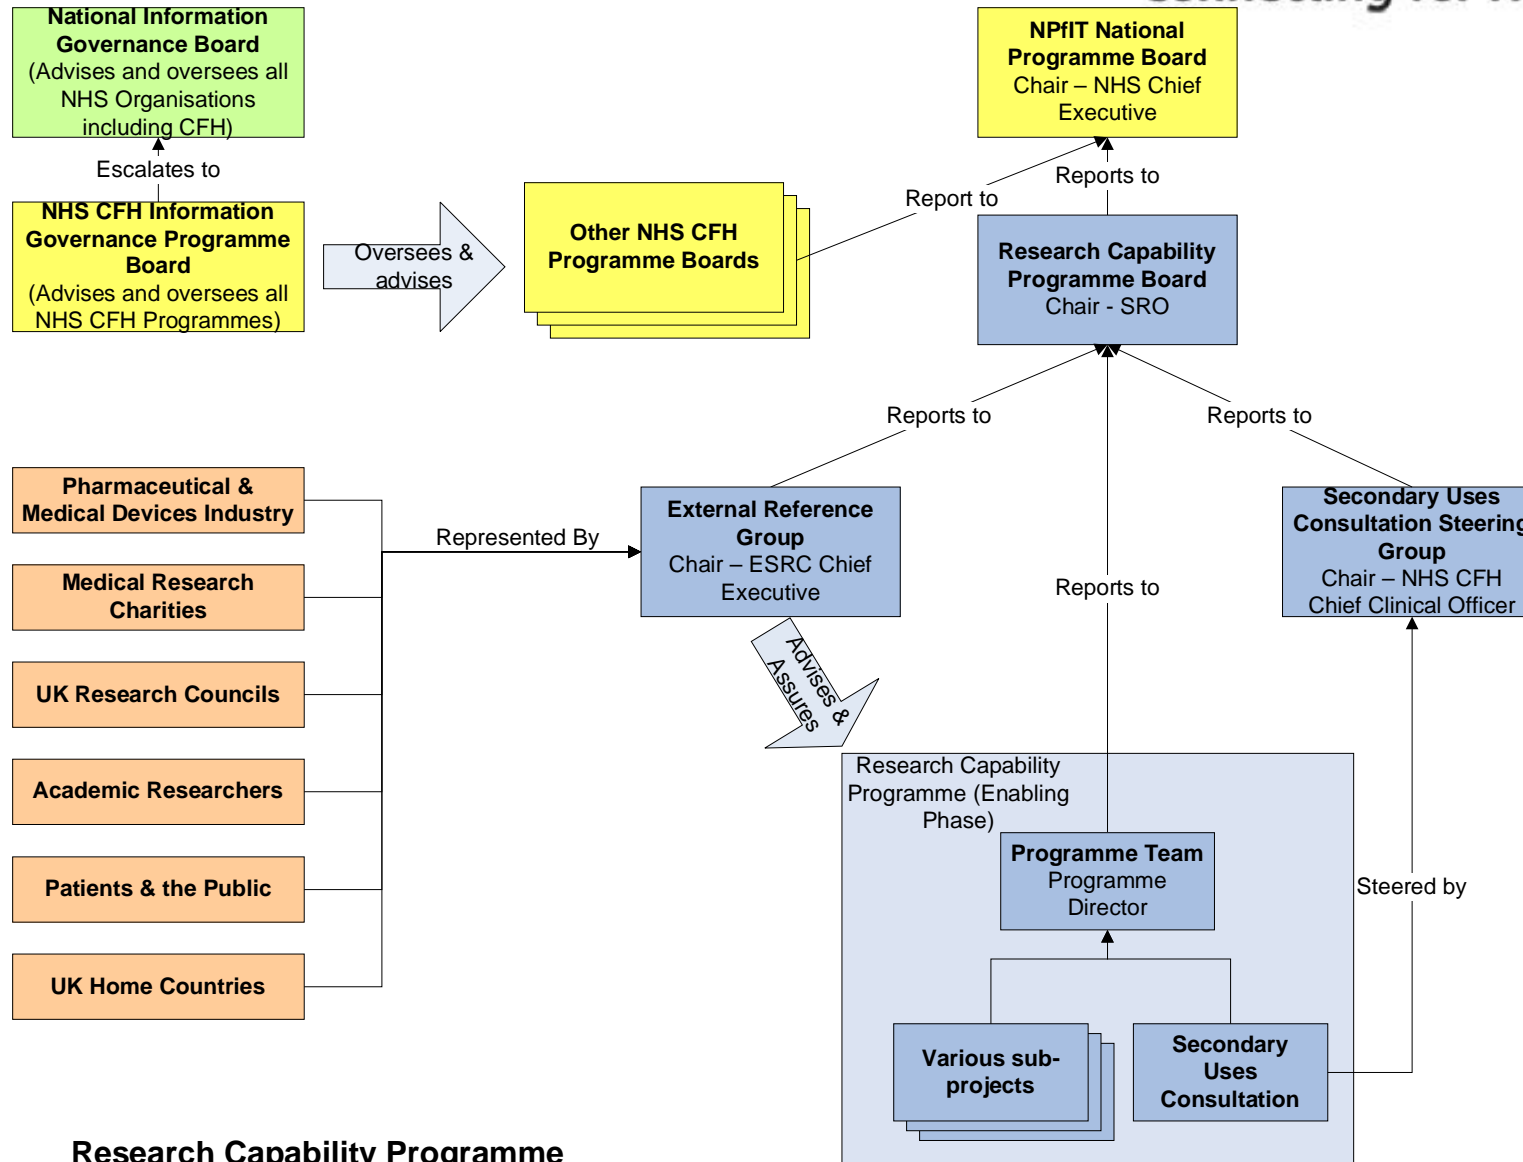 Connecting for H
National Information
Governance Board
(Advises and oversees all
NHS Organisations
including CFH)
Escalates to
NHS CFH Information
Governance Programme
Board
(Advises and oversees all
NHS CFH Programmes)
Oversees &
advises
Other NHS CFH
Programme Boards
Report to
NPfIT National
Programme Board
Chair – NHS Chief
Executive
Reports to
Research Capability
Programme Board
Chair - SRO
Reports to
Reports to
Reports to
Pharmaceutical &
Medical Devices Industry
Medical Research
Charities
UK Research Councils
Academic Researchers
Patients & the Public
UK Home Countries
Represented By
External Reference
Group
Chair – ESRC Chief
Executive
Advises &
Assures
Secondary Uses
Consultation Steering
Group
Chair – NHS CFH
Chief Clinical Officer
Steered by
Research Capability
Programme (Enabling
Phase)
Programme Team
Programme
Director
Various sub-
projects
Secondary
Uses
Consultation
Research Capability Programme